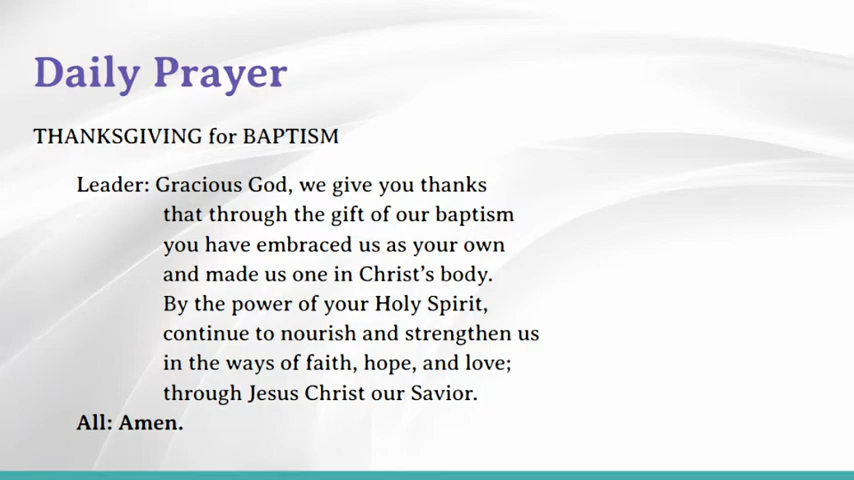 Daily Prayer
THANKSGIVING for BAPTISM
Leader: Gracious God, we give you thanks
that through the gift of our baptism
you have embraced us as your own
and made us one in Christ’s body.
By the power of your Holy Spirit,
continue to nourish and strengthen us
in the ways of faith, hope, and love;
through Jesus Christ our Savior.
All: Amen.